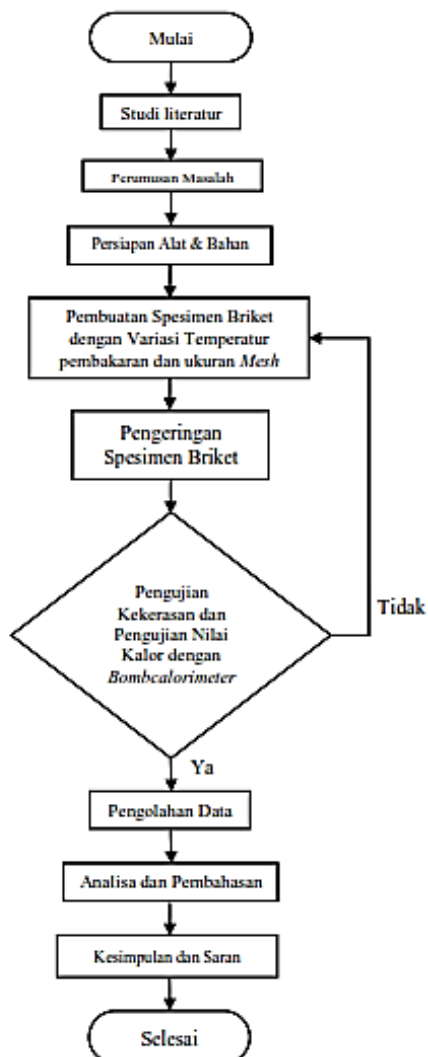 Mulai
Studi literatur
Perumusan Masalah
Persiapan Alat & Bahan
Pembuatan Spesimen Briket
dengan Variasi Temperatur
pembakaran dan ukuran Mesh
Pengeringan
Spesimen Briket
Pengujian
Kekerasan dan
Pengujian Nilai
Kalor dengan
Bombcalorimeter
Tidak
Ya
Pengolahan Data
Analisa dan Pembahasan
Kesimpulan dan Saran
Selesai